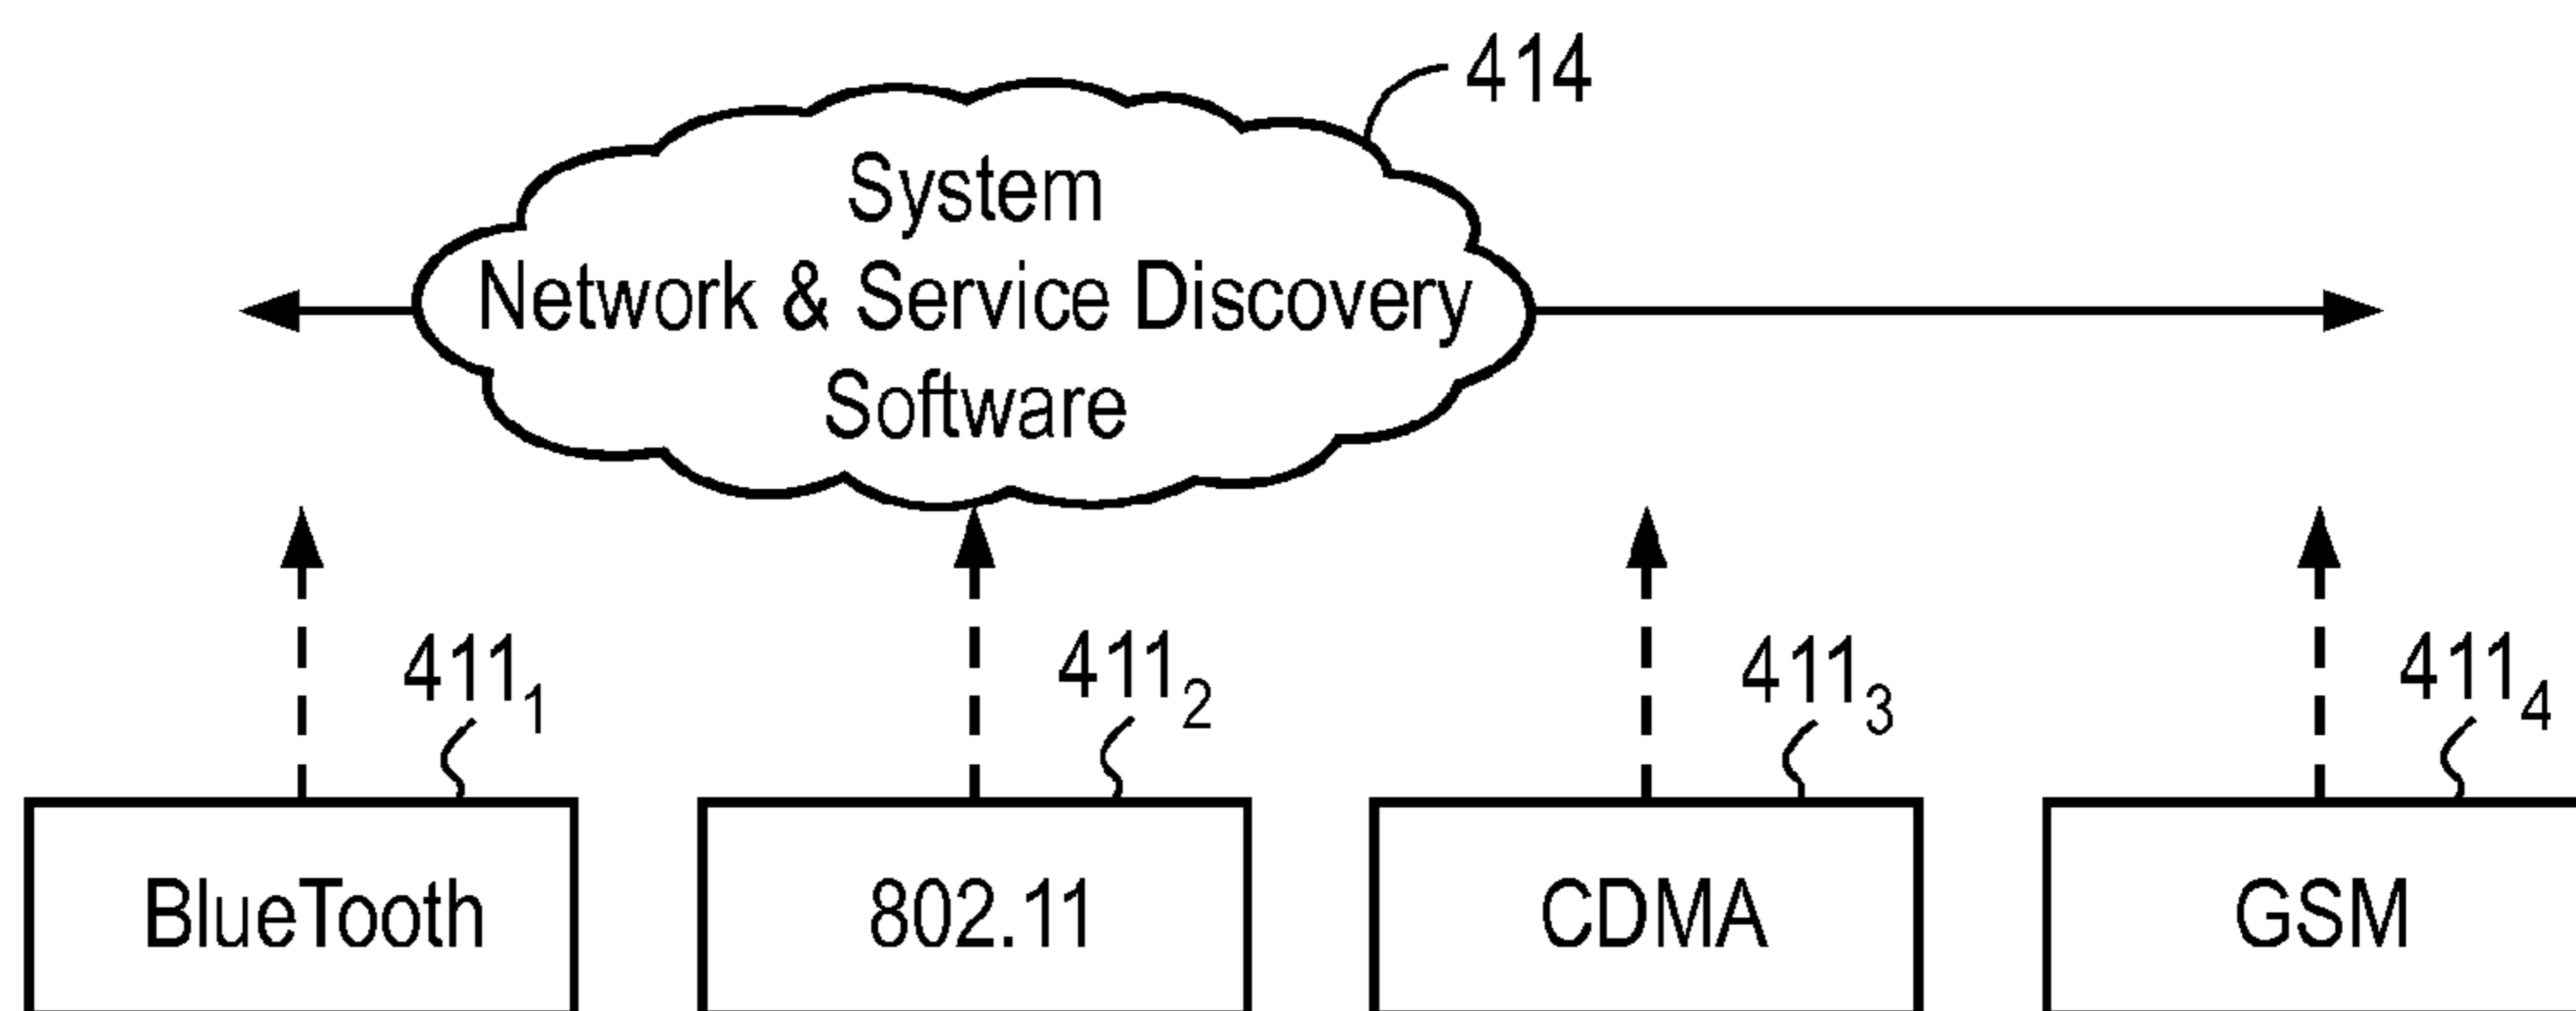 414
System
Network & Service Discovery
Software
411₁
411₂
411₃
411₄
BlueTooth
802.11
CDMA
GSM